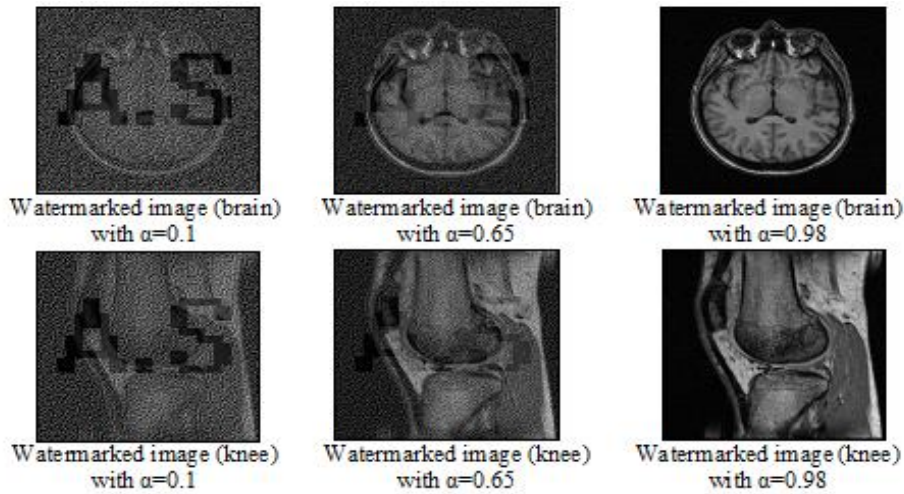 A.S
A.S
Watermarked image (brain)
with α=0.1
Watermarked image (brain)
with α=0.65
Watermarked image (brain)
with α=0.98
A.S
Watermarked image (knee)
with α=0.1
Watermarked image (knee)
with α=0.65
Watermarked image (knee)
with α=0.98